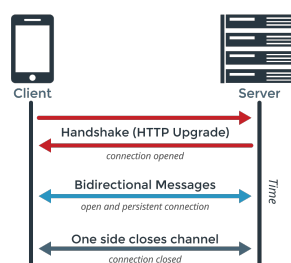 Client
Server
Handshake (HTTP Upgrade)
connection opened
Bidirectional Messages
open and persistent connection
Time
One side closes channel
connection closed